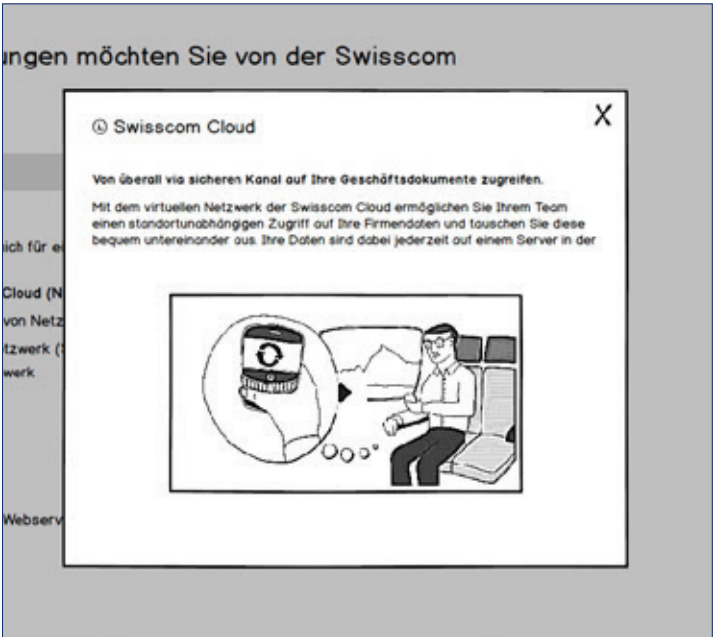 ungen möchten Sie von der Swisscom
Swisscom Cloud
X
Von überall via sicheren Kanal auf Ihre Geschäftsdokumente zugreifen.
Mit dem virtuellen Netzwerk der Swisscom Cloud ermöglichen Sie Ihrem Team
einen standortunabhängigen Zugriff auf Ihre Firmendaten und tauschen Sie diese
bequem untereinander aus. Ihre Daten sind dabei jederzeit auf einem Server in der
ich für ei
Cloud (N
von Netz
tzwerk (
werk
Webserv